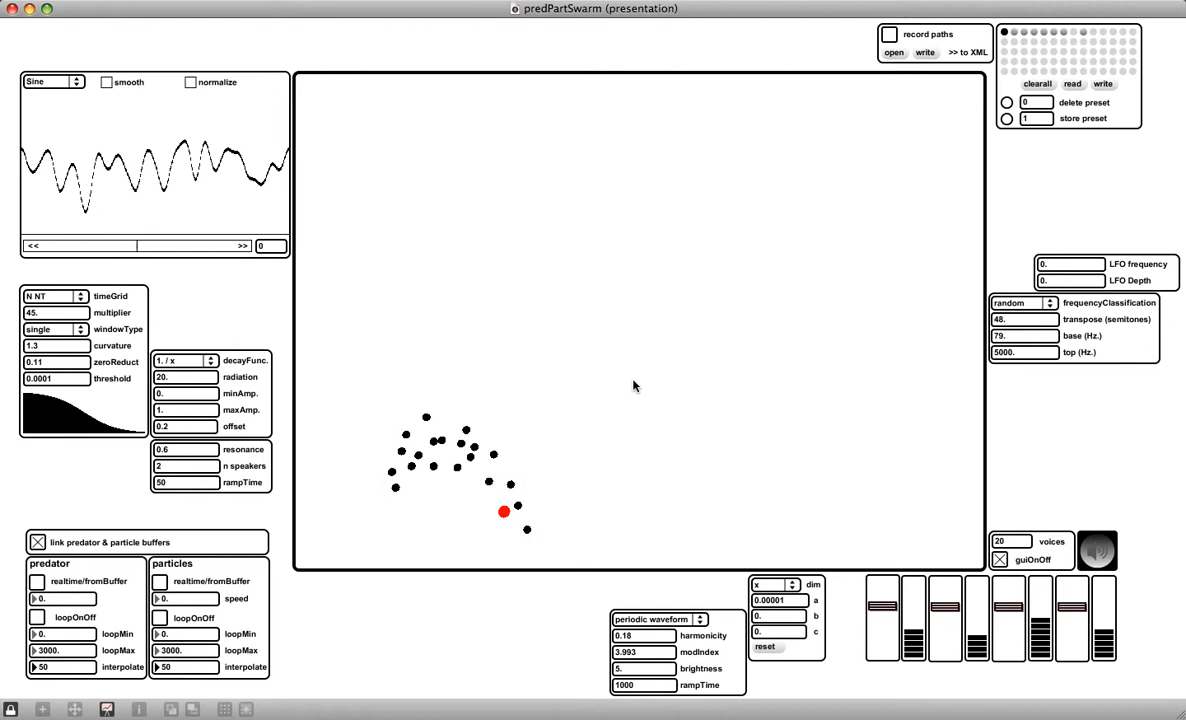 predPartSwarm (presentation)
record paths
open write >> to XML
clearall read write
0 delete preset
1 store preset
Sine smooth normalize
<< >> 0
0. LFO frequency
0. LFO Depth
random frequencyClassification
48. transpose (semitones)
79. base (Hz.)
5000. top (Hz.)
N NT timeGrid
45. multiplier
single windowType
1.3 curvature
0.11 zeroReduct
0.0001 threshold
1. / x decayFunc.
20. radiation
0. minAmp.
1. maxAmp.
0.2 offset
0.6 resonance
2 n speakers
50 rampTime
link predator & particle buffers
predator
realtime/fromBuffer
0.
loopOnOff
0. loopMin
3000. loopMax
50 interpolate
particles
realtime/fromBuffer
0. speed
loopOnOff
0. loopMin
3000. loopMax
50 interpolate
periodic waveform
0.18 harmonicity
3.993 modIndex
5. brightness
1000 rampTime
x dim
0.00001 a
0. b
0. c
reset
20 voices
guiOnOff